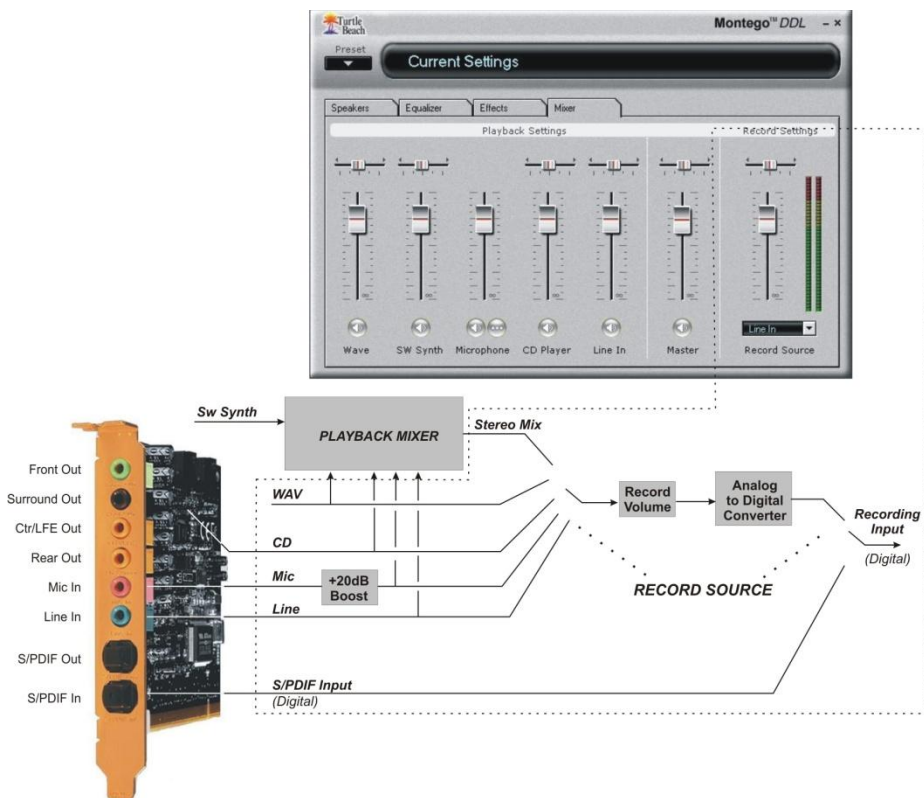 Turtle
Beach
Montego™ DDL
Preset
Current Settings
Speakers
Equalizer
Effects
Mixer
Playback Settings
Record Settings
Line In
Wave
SW Synth
Microphone
CD Player
Line In
Master
Record Source
Sw Synth
PLAYBACK MIXER
Stereo Mix
Front Out
Surround Out
Ctr/LFE Out
Rear Out
Mic In
Line In
S/PDIF Out
S/PDIF In
WAV
CD
Mic
+20dB
Boost
Line
S/PDIF Input
(Digital)
Record
Volume
Analog
to Digital
Converter
Recording
Input
(Digital)
RECORD SOURCE